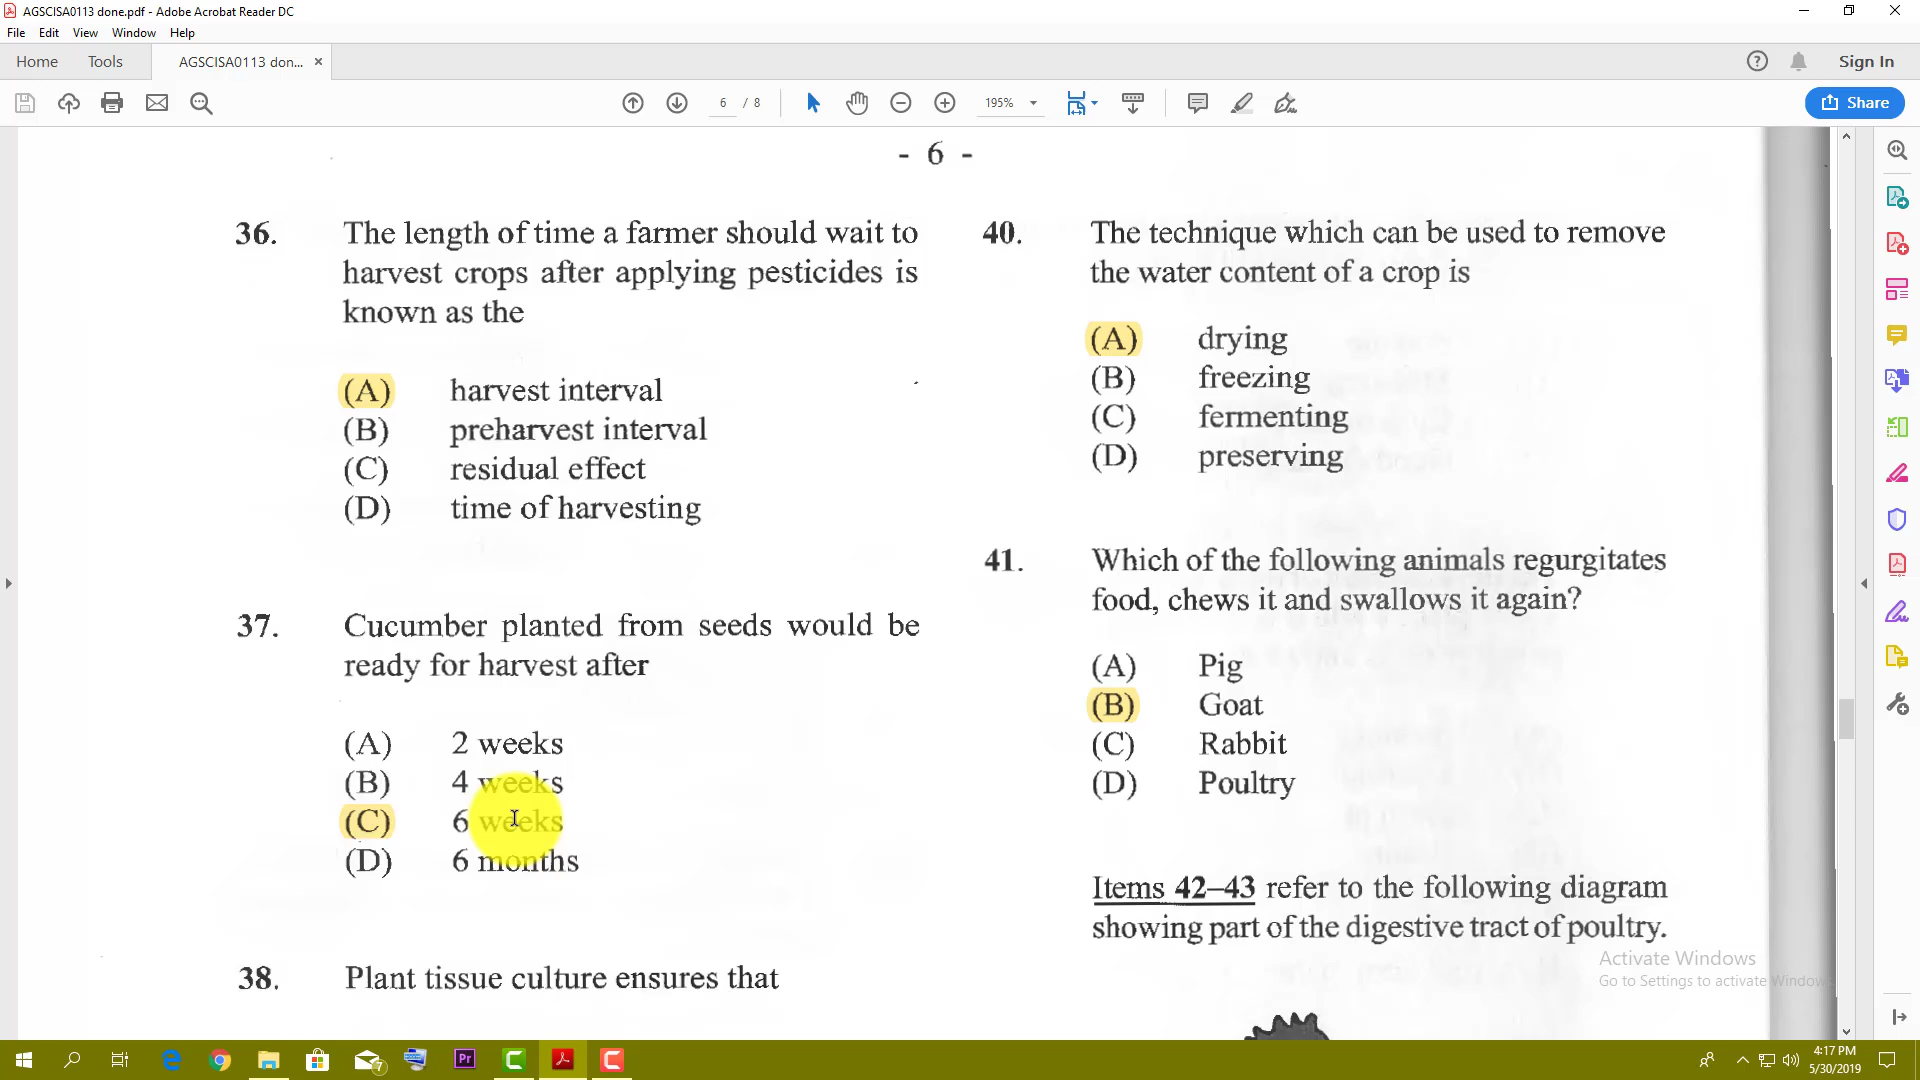 AGSCISA0113 done.pdf - Adobe Acrobat Reader DC
File Edit View Window Help
Home Tools AGSCISA0113 don... × Sign In
6 / 8 195% Share
- 6 -
36. The length of time a farmer should wait to
harvest crops after applying pesticides is
known as the
(A) harvest interval
(B) preharvest interval
(C) residual effect
(D) time of harvesting
37. Cucumber planted from seeds would be
ready for harvest after
(A) 2 weeks
(B) 4 weeks
(C) 6 weeks
(D) 6 months
38. Plant tissue culture ensures that
40. The technique which can be used to remove
the water content of a crop is
(A) drying
(B) freezing
(C) fermenting
(D) preserving
41. Which of the following animals regurgitates
food, chews it and swallows it again?
(A) Pig
(B) Goat
(C) Rabbit
(D) Poultry
Items 42–43 refer to the following diagram
showing part of the digestive tract of poultry.
Activate Windows
Go to Settings to activate Windows
7 Pr
4:17 PM
5/30/2019